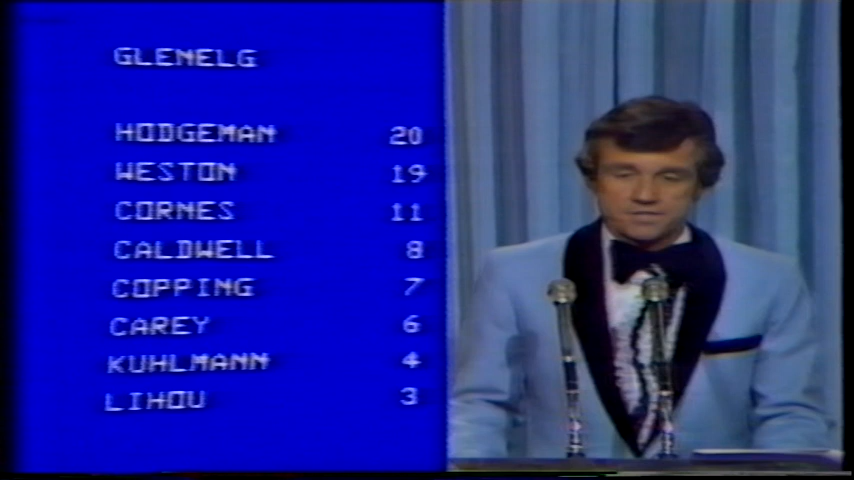 GLENELG
HODGEMAN 20
WESTON 19
CORNES 11
CALDWELL 8
COPPING 7
CAREY 6
KUHLMANN 4
LIHOU 3